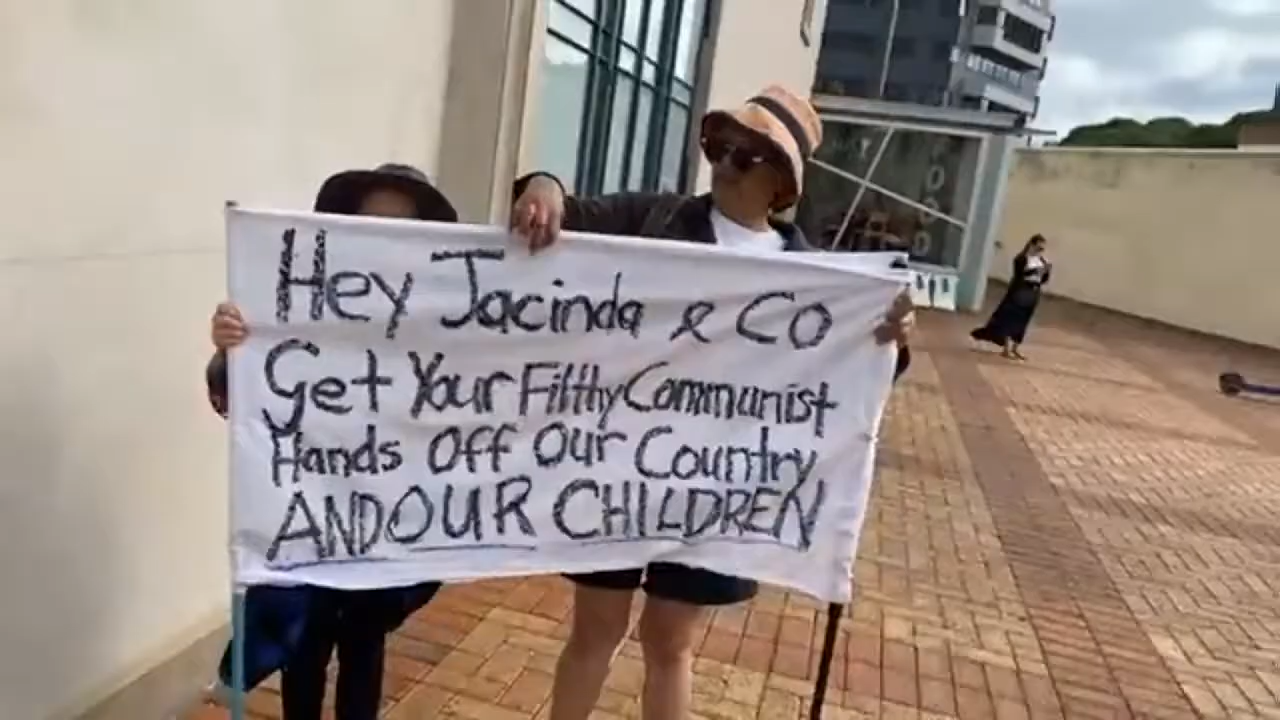 Hey Jacinda & CO
Get Your Filthy Communist
Hands Off Our Country
AND OUR CHILDREN